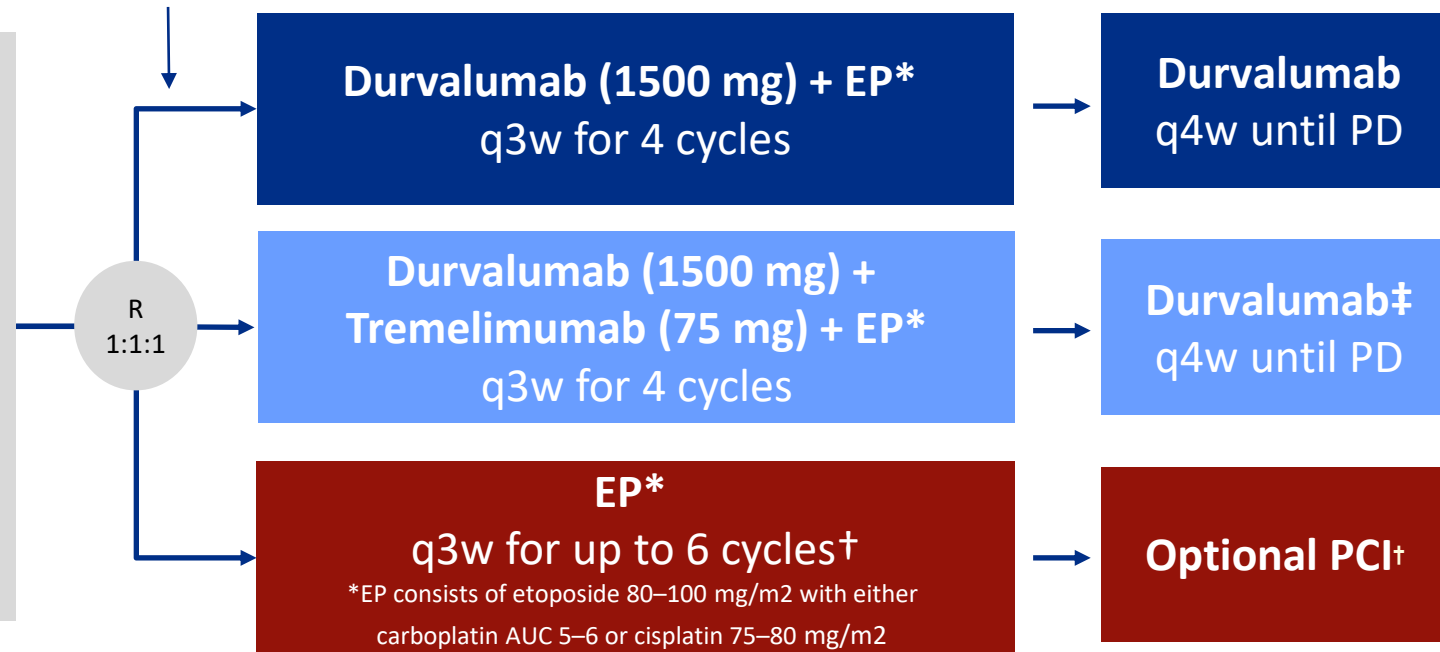 Durvalumab (1500 mg) + EP*
q3w for 4 cycles
Durvalumab
q4w until PD
R
1:1:1
Durvalumab (1500 mg) +
Tremelimumab (75 mg) + EP*
q3w for 4 cycles
Durvalumab‡
q4w until PD
EP*
q3w for up to 6 cycles†
*EP consists of etoposide 80–100 mg/m2 with either
carboplatin AUC 5–6 or cisplatin 75–80 mg/m2
Optional PCI†